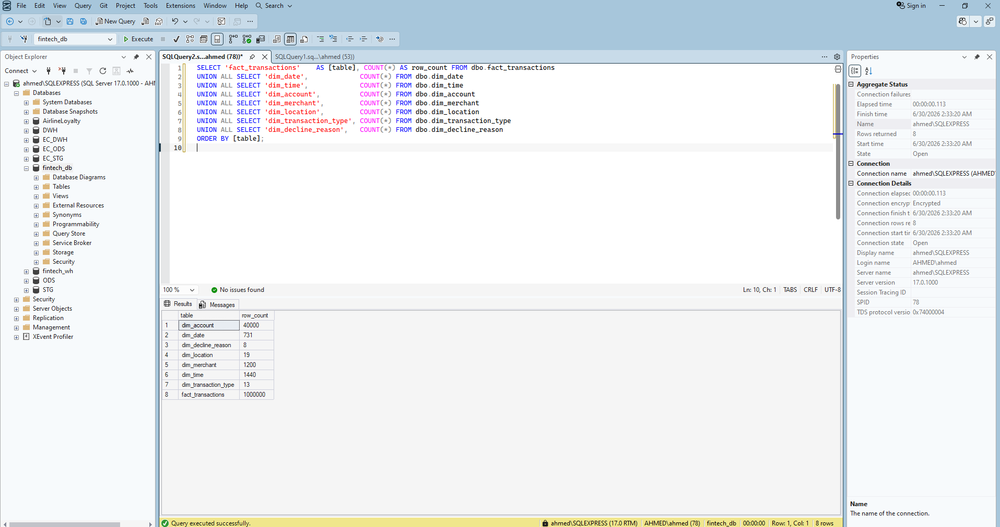 File Edit View Query Git Project Tools Extensions Window Help Search Sign in
New Query DAX
fintech_db Execute
Object Explorer
Connect
ahmed\SQLEXPRESS (SQL Server 17.0.1000 - AHM
Databases
System Databases
Database Snapshots
AirlineLoyalty
DWH
EC_DWH
EC_ODS
EC_STG
fintech_db
Database Diagrams
Tables
Views
External Resources
Synonyms
Programmability
Query Store
Service Broker
Storage
Security
fintech_wh
ODS
STG
Security
Server Objects
Replication
Management
XEvent Profiler
SQLQuery2.s...ahmed (78))* SQLQuery1.sq...\ahmed (53))
1 SELECT 'fact_transactions' AS [table], COUNT(*) AS row_count FROM dbo.fact_transactions
2 UNION ALL SELECT 'dim_date', COUNT(*) FROM dbo.dim_date
3 UNION ALL SELECT 'dim_time', COUNT(*) FROM dbo.dim_time
4 UNION ALL SELECT 'dim_account', COUNT(*) FROM dbo.dim_account
5 UNION ALL SELECT 'dim_merchant', COUNT(*) FROM dbo.dim_merchant
6 UNION ALL SELECT 'dim_location', COUNT(*) FROM dbo.dim_location
7 UNION ALL SELECT 'dim_transaction_type', COUNT(*) FROM dbo.dim_transaction_type
8 UNION ALL SELECT 'dim_decline_reason', COUNT(*) FROM dbo.dim_decline_reason
9 ORDER BY [table];
10
100 % No issues found Ln: 10, Ch: 1 TABS CRLF UTF-8
Results Messages
table row_count
1 dim_account 40000
2 dim_date 731
3 dim_decline_reason 8
4 dim_location 19
5 dim_merchant 1200
6 dim_time 1440
7 dim_transaction_type 13
8 fact_transactions 1000000
Query executed successfully. ahmed\SQLEXPRESS (17.0 RTM) AHMED\ahmed (78) fintech_db 00:00:00 Row: 1, Col: 1 8 rows
Properties
Aggregate Status
Connection failures
Elapsed time 00:00:00.113
Finish time 6/30/2026 2:33:20 AM
Name ahmed\SQLEXPRESS
Rows returned 8
Start time 6/30/2026 2:33:20 AM
State Open
Connection
Connection name ahmed\SQLEXPRESS (AHMED\
Connection Details
Connection elapsec 00:00:00.113
Connection encryp Encrypted
Connection finish t 6/30/2026 2:33:20 AM
Connection rows re 8
Connection start tir 6/30/2026 2:33:20 AM
Connection state Open
Display name ahmed\SQLEXPRESS
Login name AHMED\ahmed
Server name ahmed\SQLEXPRESS
Server version 17.0.1000
Session Tracing ID
SPID 78
TDS protocol versio 0x74000004
Name
The name of the connection.